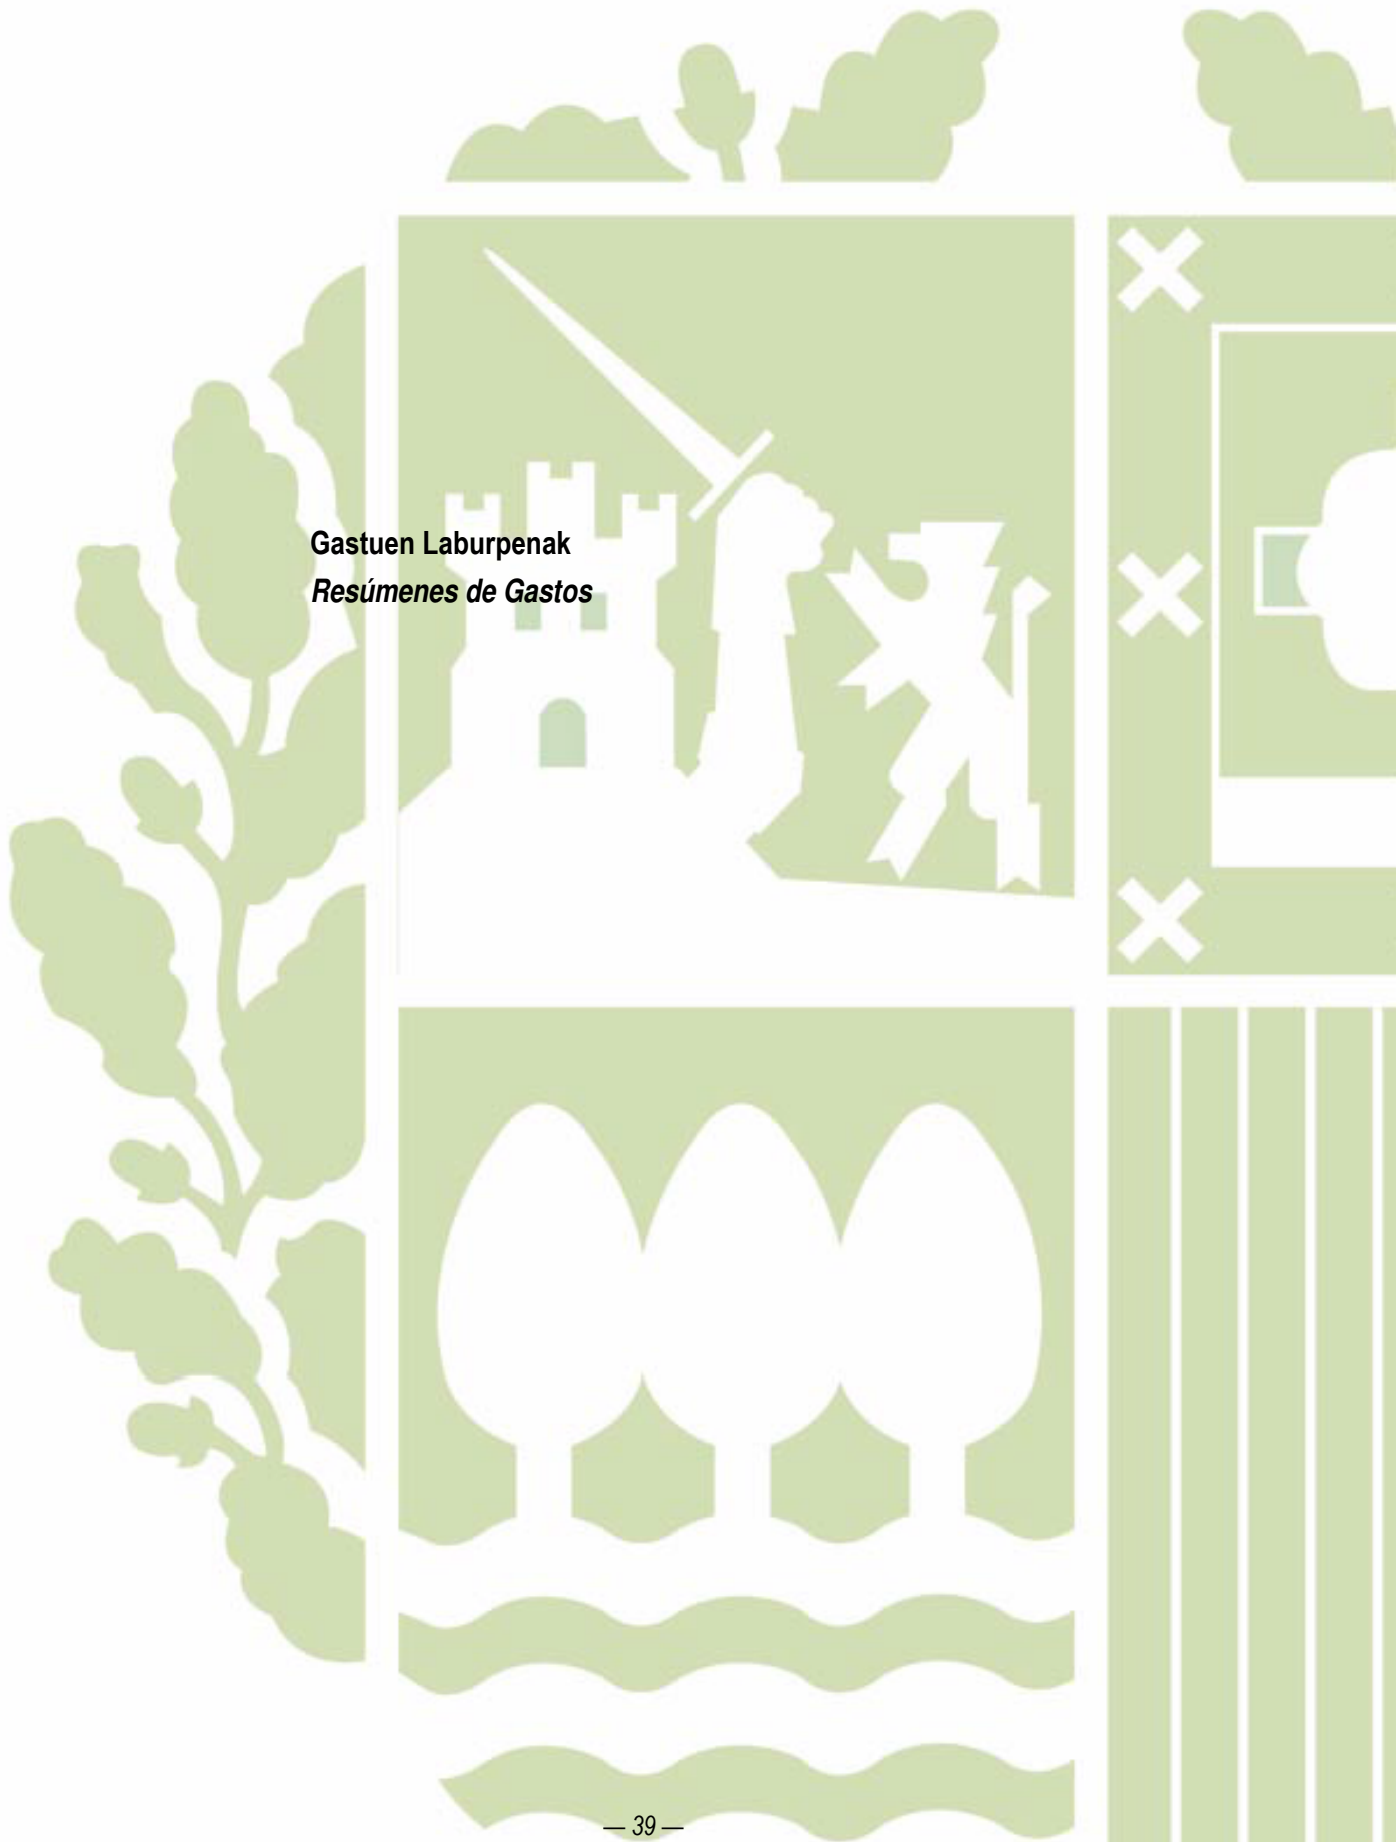 Gastuen Laburpenak
Resúmenes de Gastos
— 39 —